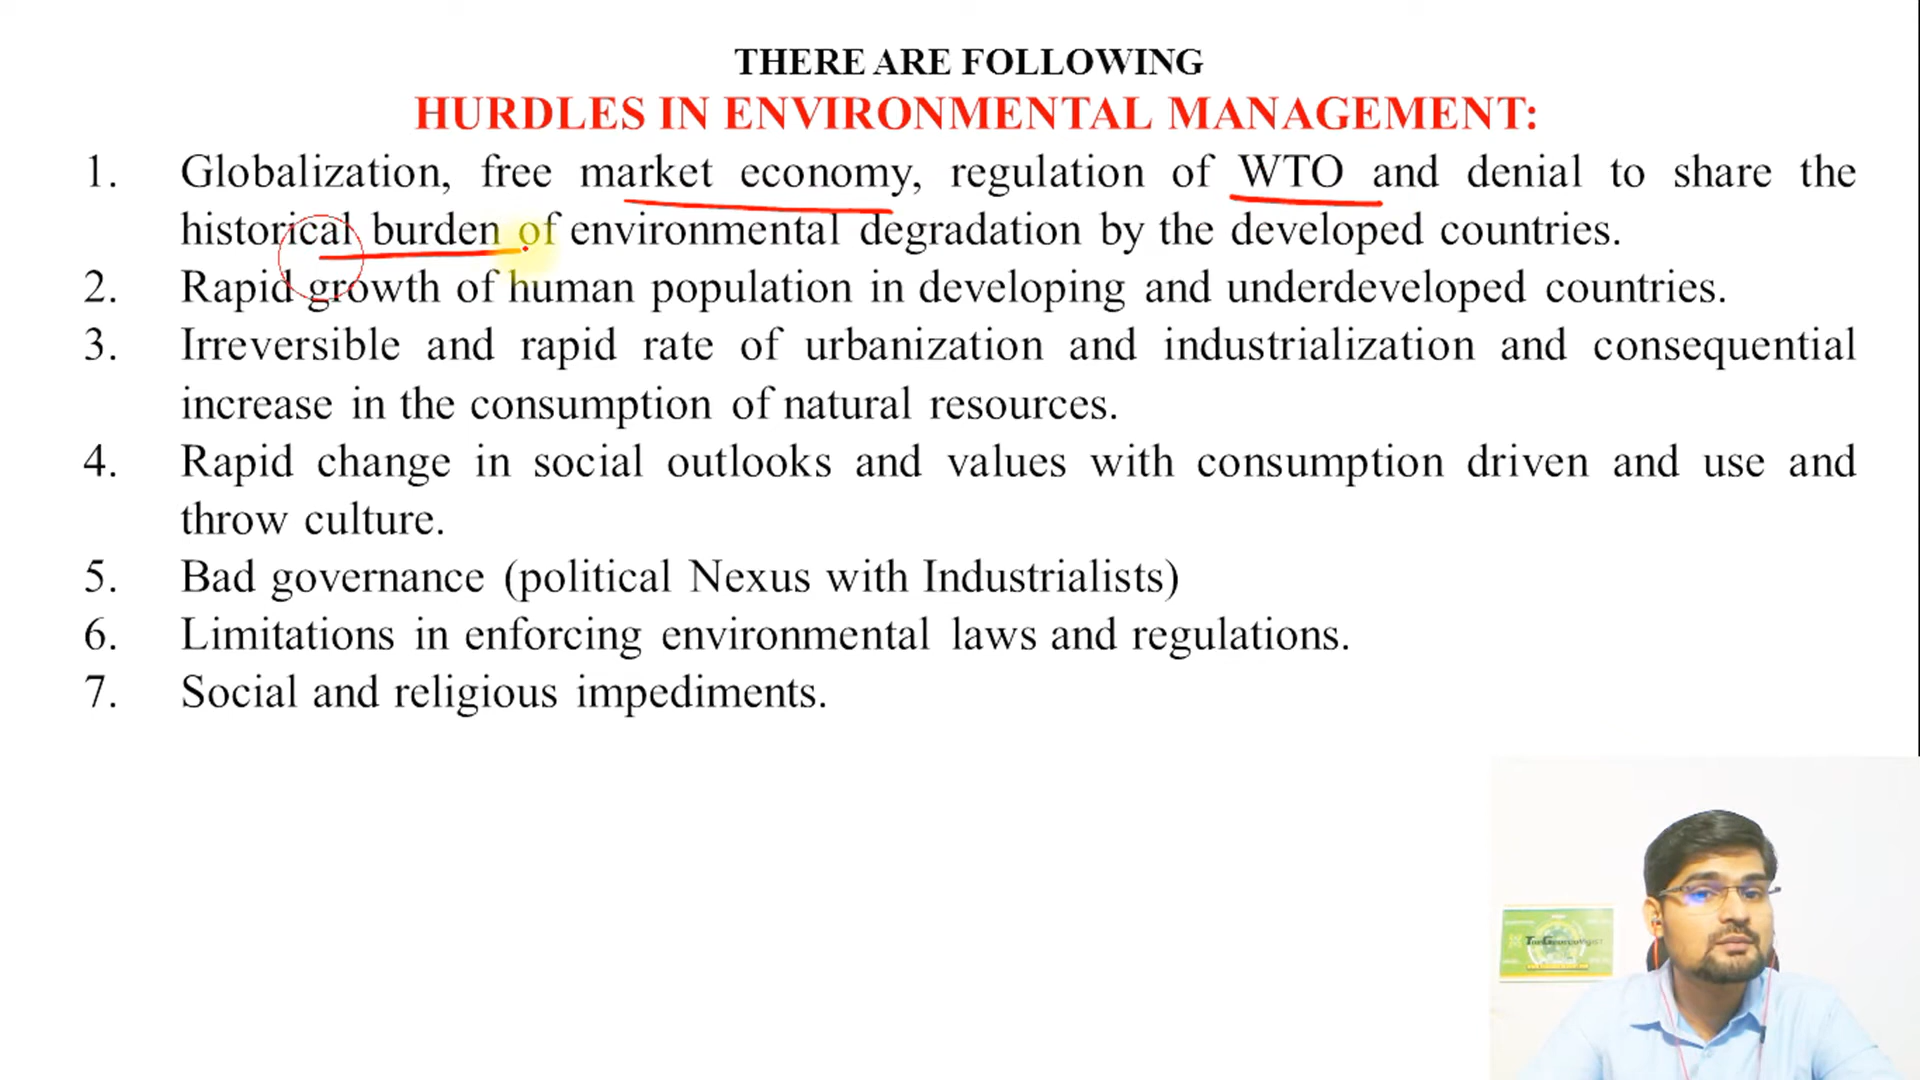 THERE ARE FOLLOWING
HURDLES IN ENVIRONMENTAL MANAGEMENT:
1. Globalization, free market economy, regulation of WTO and denial to share the
historical burden of environmental degradation by the developed countries.
2. Rapid growth of human population in developing and underdeveloped countries.
3. Irreversible and rapid rate of urbanization and industrialization and consequential
increase in the consumption of natural resources.
4. Rapid change in social outlooks and values with consumption driven and use and
throw culture.
5. Bad governance (political Nexus with Industrialists)
6. Limitations in enforcing environmental laws and regulations.
7. Social and religious impediments.